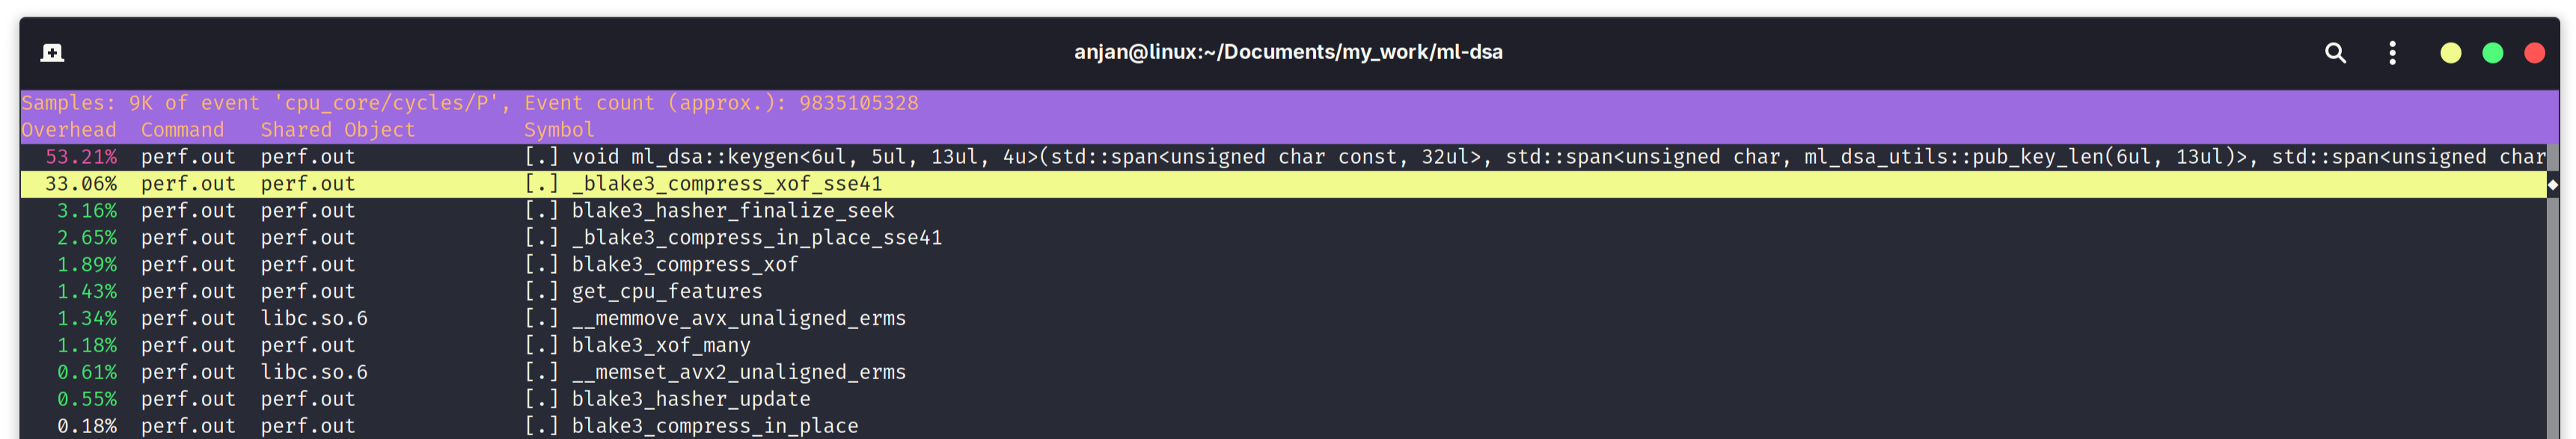 anjan@linux:~/Documents/my_work/ml-dsa
Samples: 9K of event 'cpu_core/cycles/P', Event count (approx.): 9835105328
Overhead  Command   Shared Object         Symbol
53.21%  perf.out  perf.out              [.] void ml_dsa::keygen<6ul, 5ul, 13ul, 4u>(std::span<unsigned char const, 32ul>, std::span<unsigned char, ml_dsa_utils::pub_key_len(6ul, 13ul)>, std::span<unsigned char
33.06%  perf.out  perf.out              [.] _blake3_compress_xof_sse41
3.16%  perf.out  perf.out              [.] blake3_hasher_finalize_seek
2.65%  perf.out  perf.out              [.] _blake3_compress_in_place_sse41
1.89%  perf.out  perf.out              [.] blake3_compress_xof
1.43%  perf.out  perf.out              [.] get_cpu_features
1.34%  perf.out  libc.so.6             [.] __memmove_avx_unaligned_erms
1.18%  perf.out  perf.out              [.] blake3_xof_many
0.61%  perf.out  libc.so.6             [.] __memset_avx2_unaligned_erms
0.55%  perf.out  perf.out              [.] blake3_hasher_update
0.18%  perf.out  perf.out              [.] blake3_compress_in_place